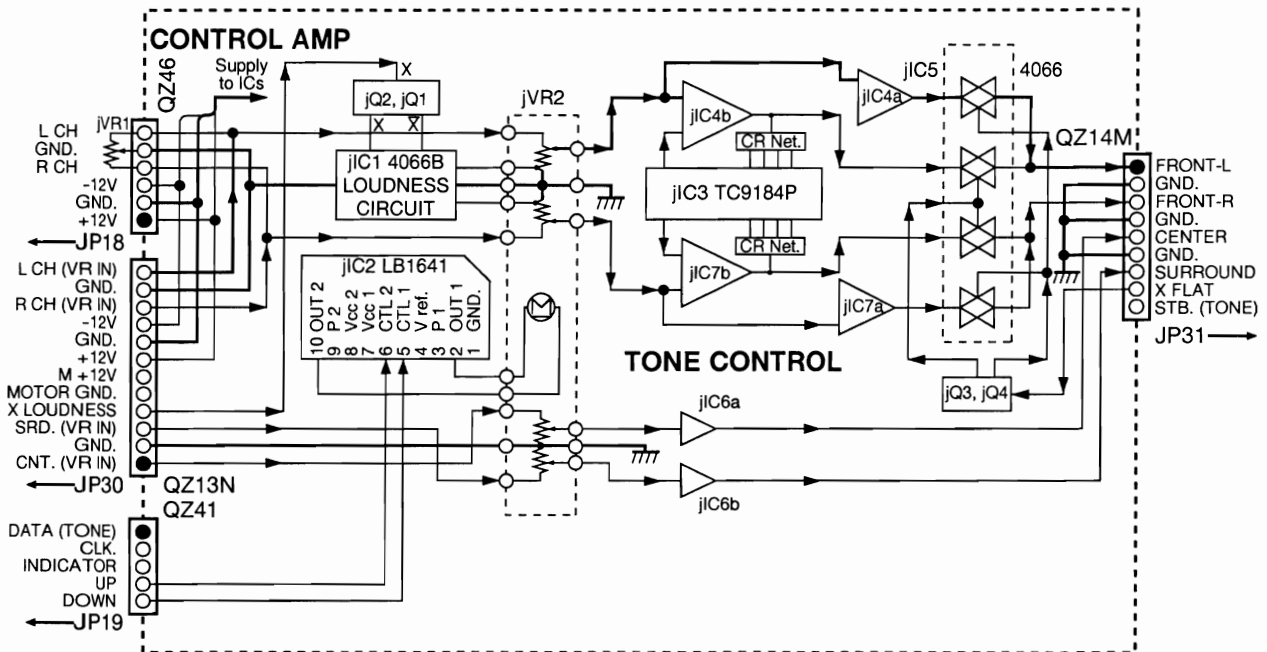 CONTROL AMP
QZ46
Supply
to ICs
jVR1
L CH
GND.
R CH
-12V
GND.
+12V
JP18
L CH (VR IN)
GND.
R CH (VR IN)
-12V
GND.
+12V
M +12V
MOTOR GND.
X LOUDNESS
SRD. (VR IN)
GND.
CNT. (VR IN)
JP30
QZ13N
QZ41
DATA (TONE)
CLK.
INDICATOR
UP
DOWN
JP19
X
jQ2, jQ1
X
X̅
jIC1 4066B
LOUDNESS
CIRCUIT
jIC2 LB1641
10 OUT 2
9 P 2
8 Vcc 2
7 Vcc 1
6 CTL 2
5 CTL 1
4 V ref.
3 P 1
2 OUT 1
1 GND.
M
jVR2
jIC4b
jIC4a
CR Net.
jIC3 TC9184P
CR Net.
jIC7b
jIC7a
TONE CONTROL
jIC6a
jIC6b
jIC5
4066
jQ3, jQ4
QZ14M
FRONT-L
GND.
FRONT-R
GND.
CENTER
GND.
SURROUND
X FLAT
STB. (TONE)
JP31